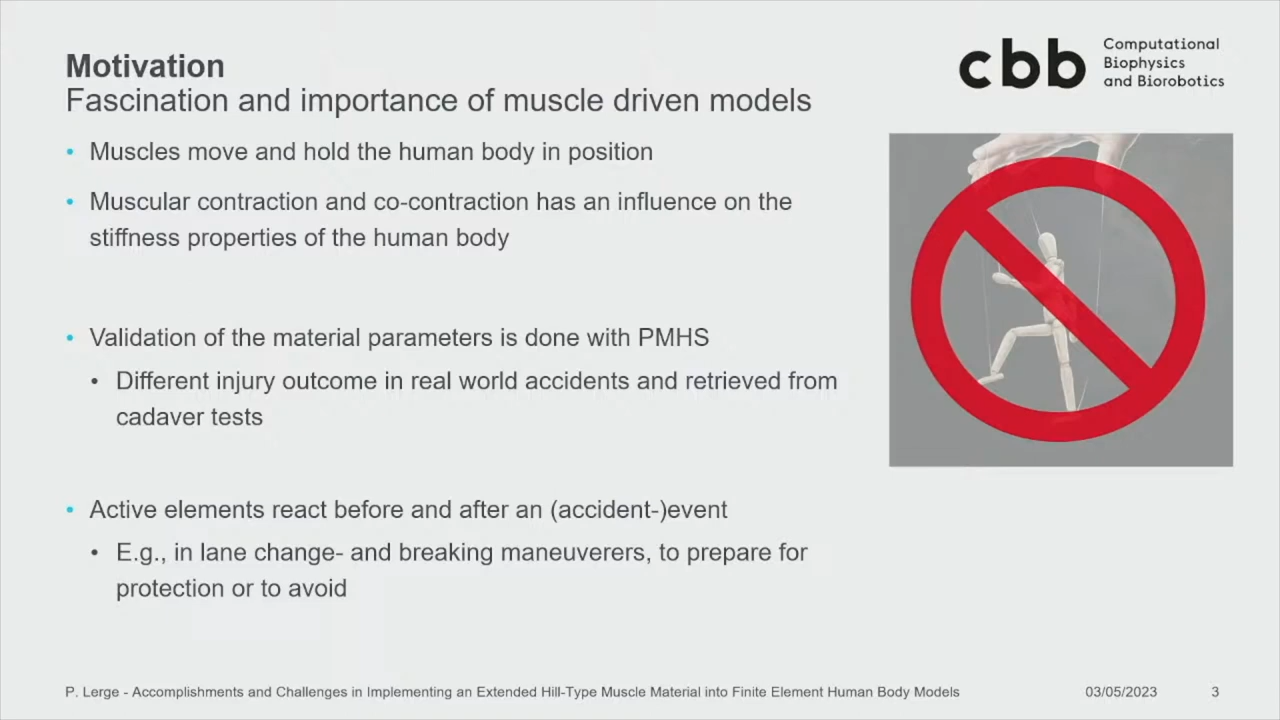 Motivation
Fascination and importance of muscle driven models
cbb
Computational
Biophysics
and Biorobotics
• Muscles move and hold the human body in position
• Muscular contraction and co-contraction has an influence on the
stiffness properties of the human body
• Validation of the material parameters is done with PMHS
• Different injury outcome in real world accidents and retrieved from
cadaver tests
• Active elements react before and after an (accident-)event
• E.g., in lane change- and breaking maneuverers, to prepare for
protection or to avoid
P. Lerge - Accomplishments and Challenges in Implementing an Extended Hill-Type Muscle Material into Finite Element Human Body Models
03/05/2023
3